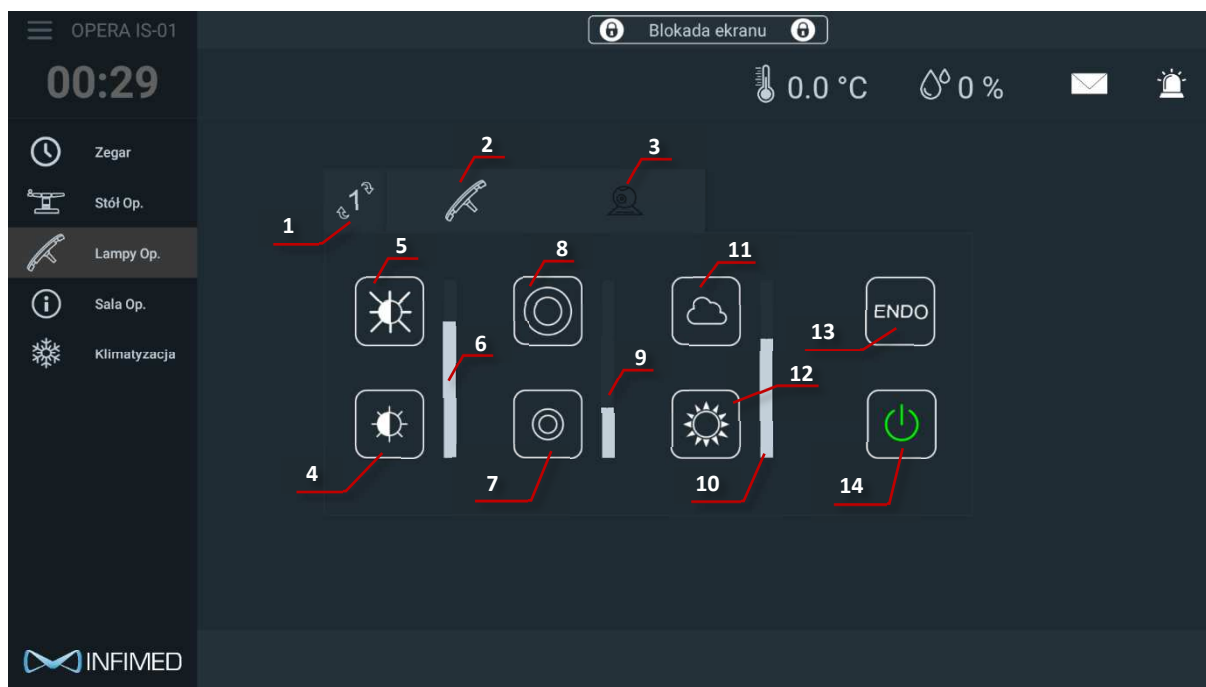 OPERA IS-01
Blokada ekranu
00:29
0.0 °C
0 %
Zegar
Stół Op.
Lampy Op.
Sala Op.
Klimatyzacja
2
3
1
1
5
8
11
6
9
13
12
ENDO
4
7
10
14
INFIMED